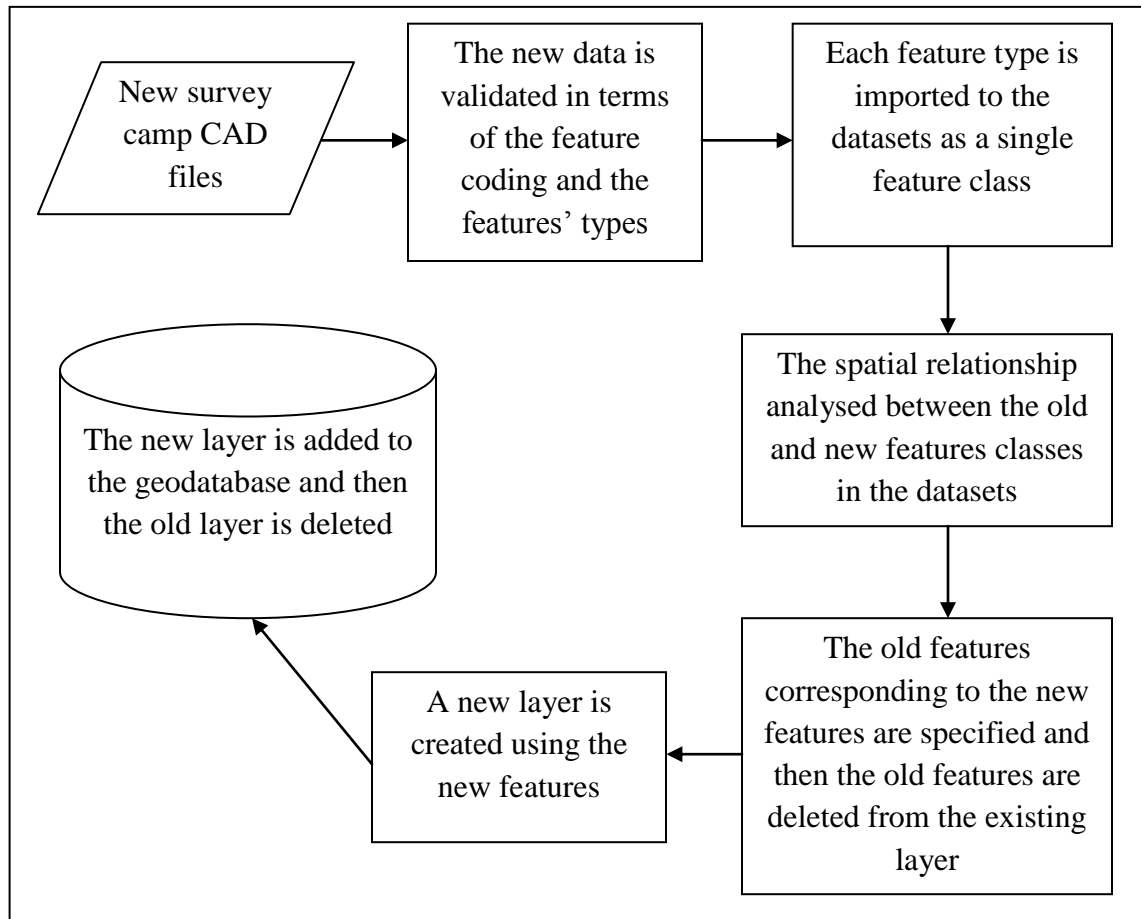 New survey
camp CAD
files
The new data is
validated in terms
of the feature
coding and the
features’ types
Each feature type is
imported to the
datasets as a single
feature class
The spatial relationship
analysed between the old
and new features classes
in the datasets
The old features
corresponding to the new
features are specified and
then the old features are
deleted from the existing
layer
A new layer is
created using the
new features
The new layer is added to
the geodatabase and then
the old layer is deleted